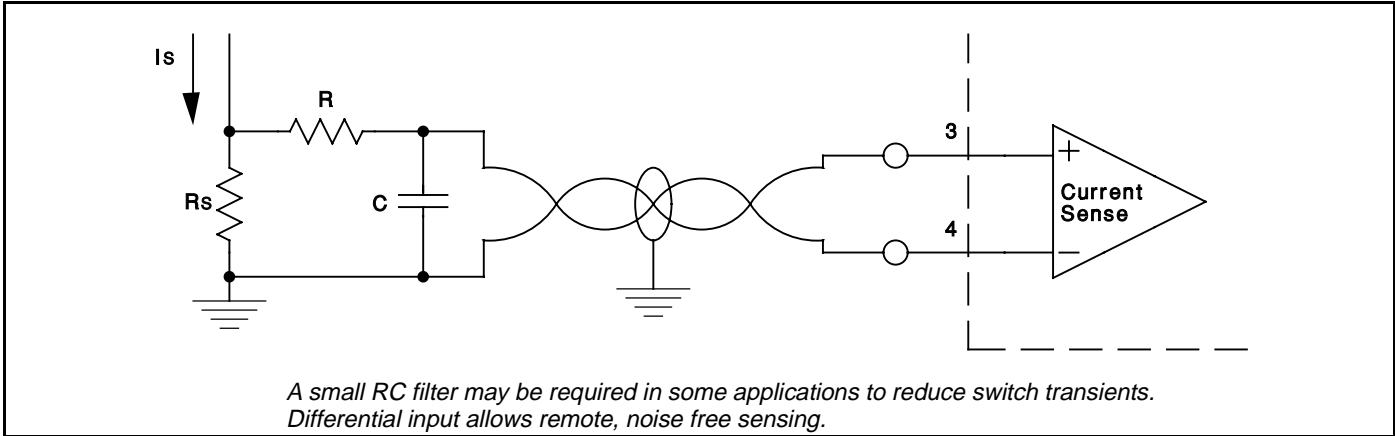 Is
R
Rs
C
3
4
+
Current
Sense
−
A small RC filter may be required in some applications to reduce switch transients.
Differential input allows remote, noise free sensing.